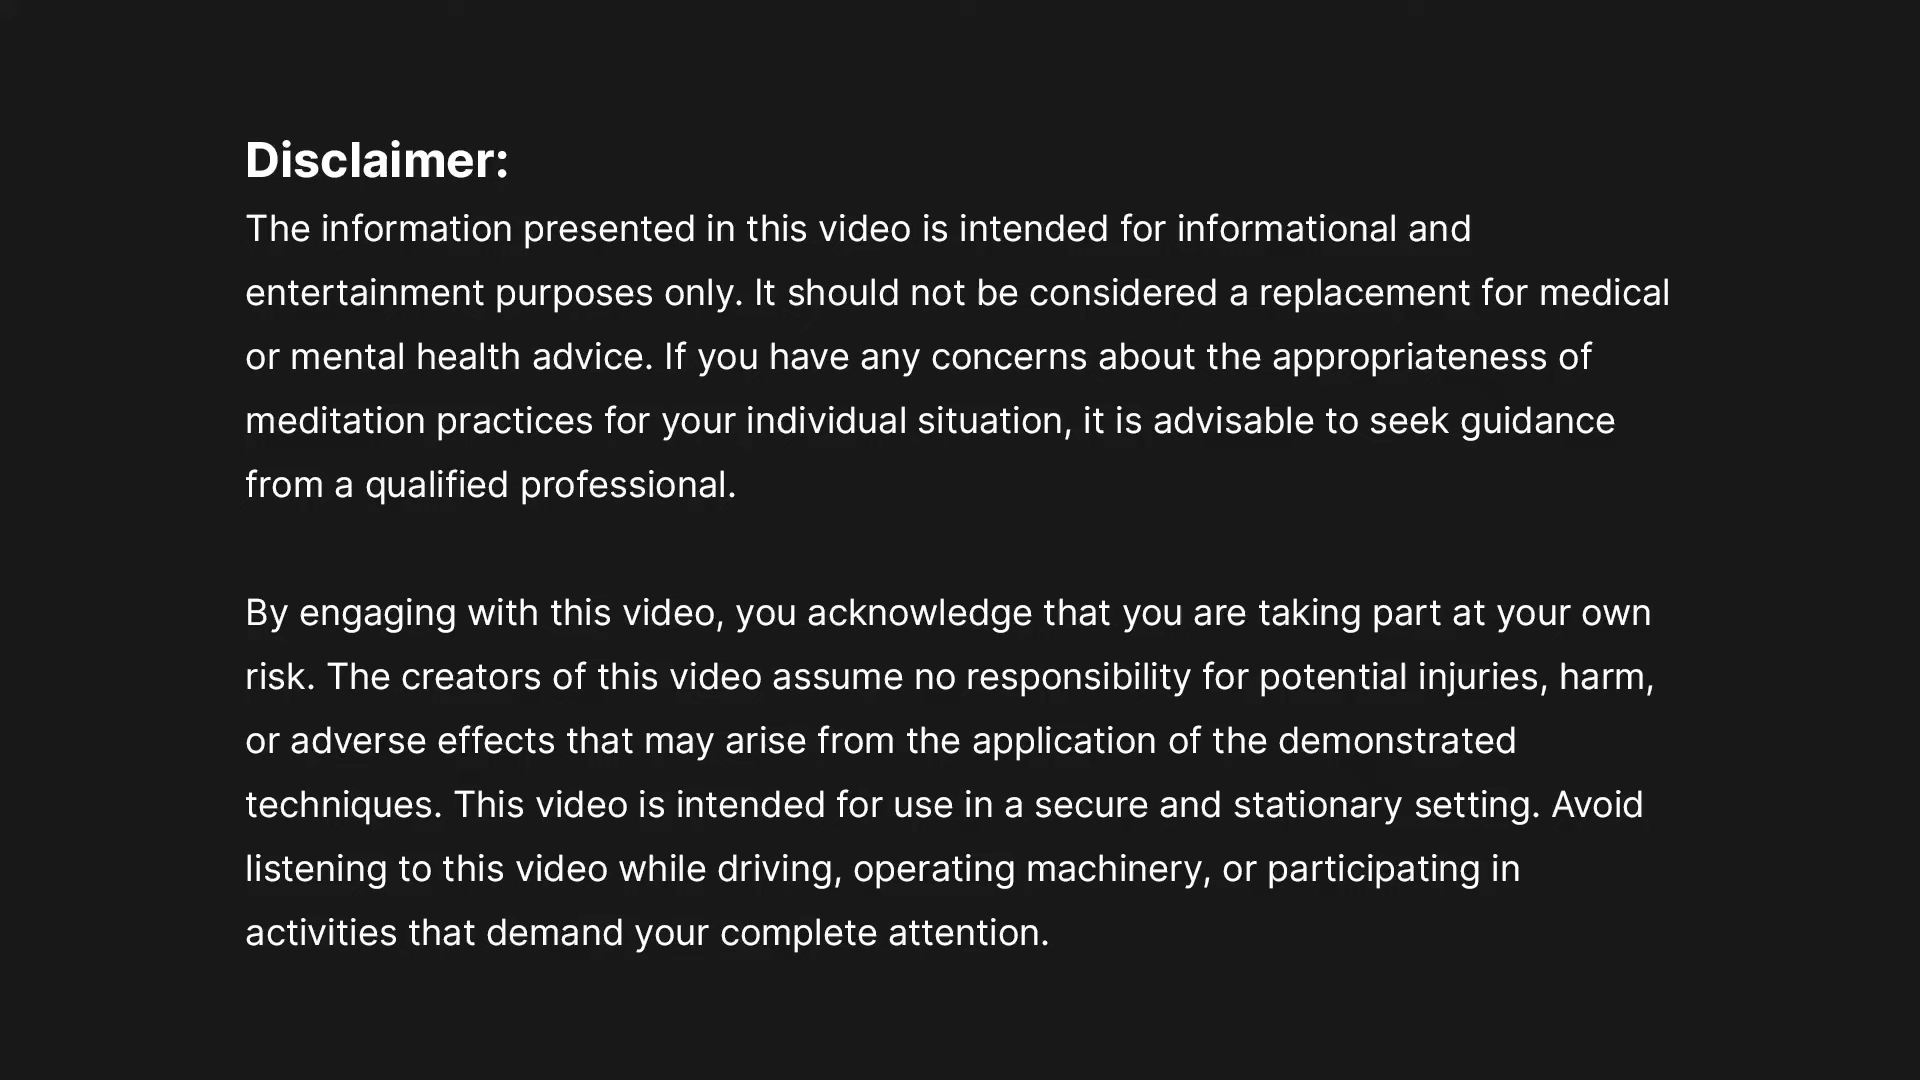 Disclaimer:
The information presented in this video is intended for informational and
entertainment purposes only. It should not be considered a replacement for medical
or mental health advice. If you have any concerns about the appropriateness of
meditation practices for your individual situation, it is advisable to seek guidance
from a qualified professional.
By engaging with this video, you acknowledge that you are taking part at your own
risk. The creators of this video assume no responsibility for potential injuries, harm,
or adverse effects that may arise from the application of the demonstrated
techniques. This video is intended for use in a secure and stationary setting. Avoid
listening to this video while driving, operating machinery, or participating in
activities that demand your complete attention.